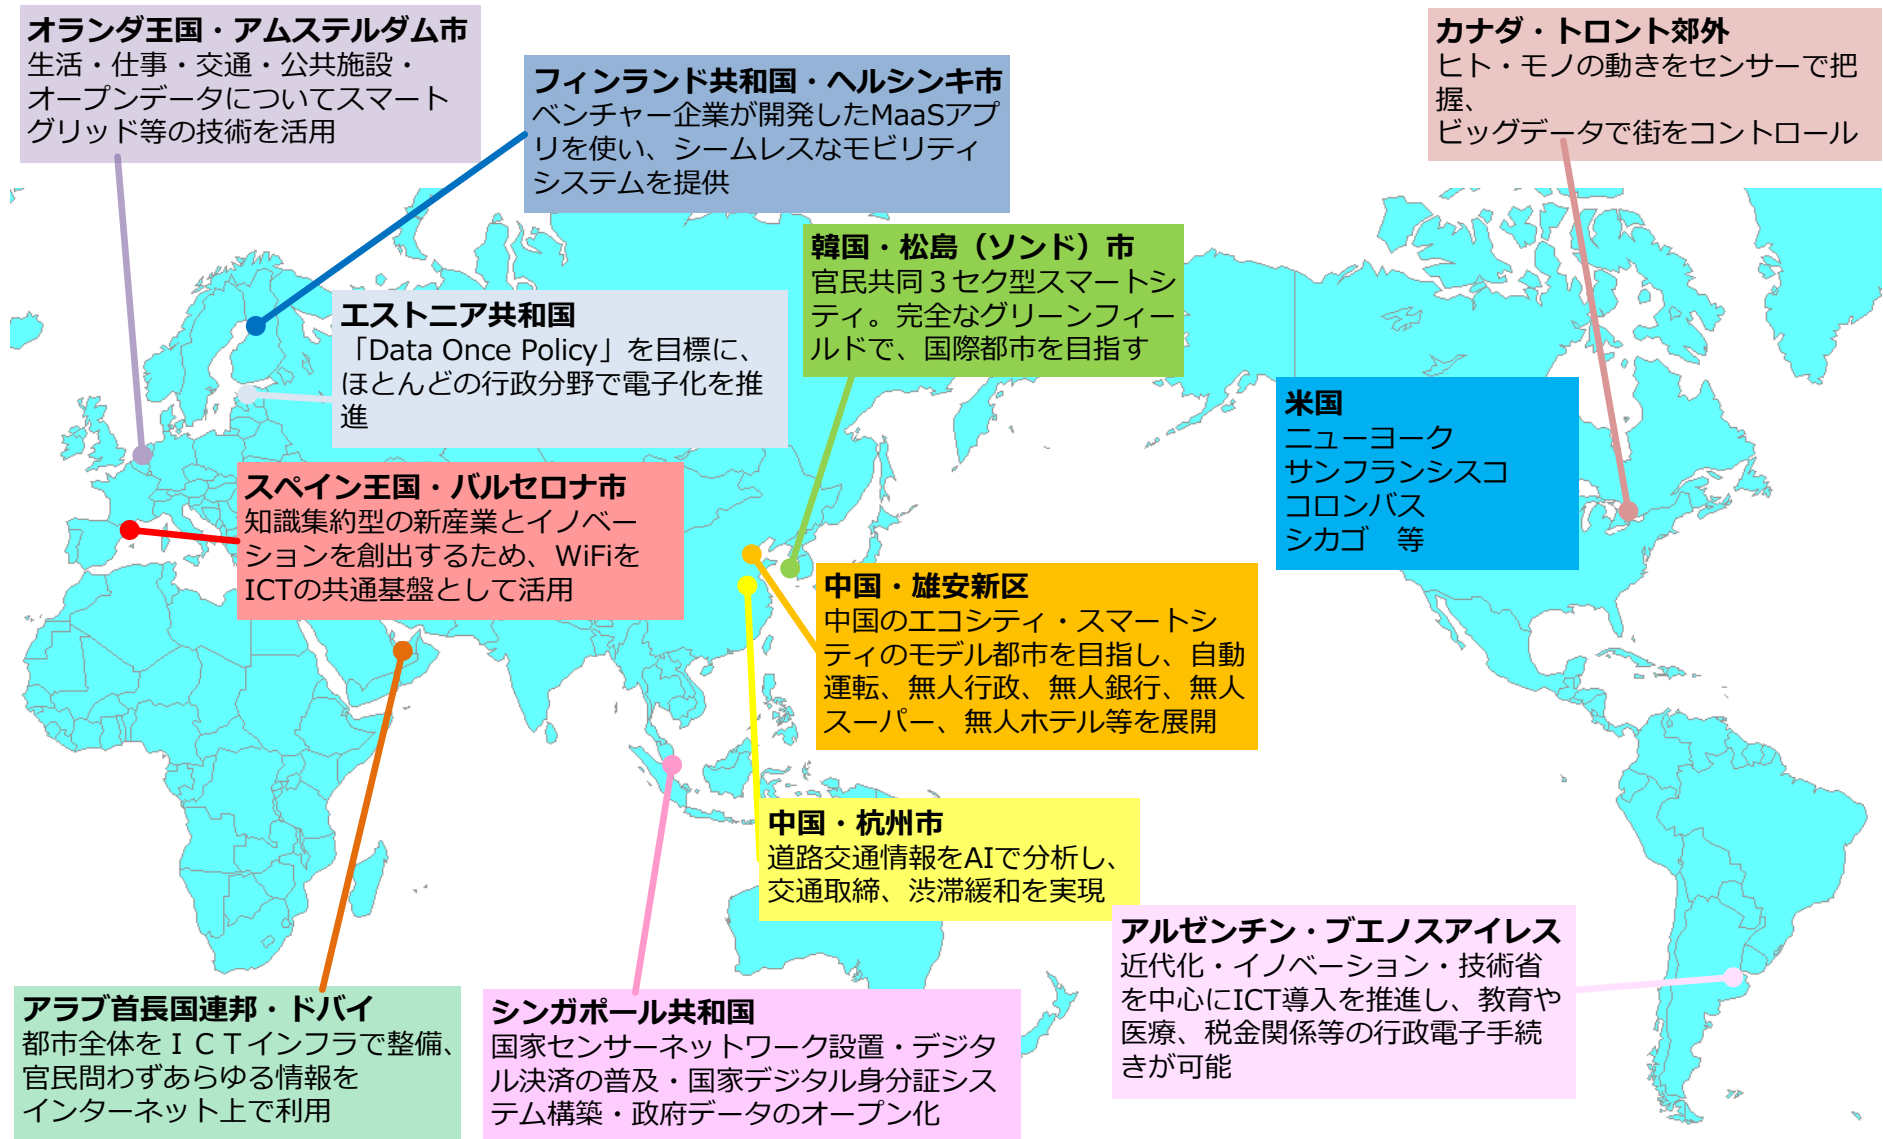 オランダ王国・アムステルダム市
生活・仕事・交通・公共施設・
オープンデータについてスマート
グリッド等の技術を活用
フィンランド共和国・ヘルシンキ市
ベンチャー企業が開発したMaaSアプ
リを使い、シームレスなモビリティ
システムを提供
カナダ・トロント郊外
ヒト・モノの動きをセンサーで把
握、
ビッグデータで街をコントロール
韓国・松島（ソンド）市
官民共同３セク型スマートシ
ティ。完全なグリーンフィー
ルドで、国際都市を目指す
エストニア共和国
「Data Once Policy」を目標に、
ほとんどの行政分野で電子化を推
進
米国
ニューヨーク
サンフランシスコ
コロンバス
シカゴ　等
スペイン王国・バルセロナ市
知識集約型の新産業とイノベー
ションを創出するため、WiFiを
ICTの共通基盤として活用
中国・雄安新区
中国のエコシティ・スマートシ
ティのモデル都市を目指し、自動
運転、無人行政、無人銀行、無人
スーパー、無人ホテル等を展開
中国・杭州市
道路交通情報をAIで分析し、
交通取締、渋滞緩和を実現
アルゼンチン・ブエノスアイレス
近代化・イノベーション・技術省
を中心にICT導入を推進し、教育や
医療、税金関係等の行政電子手続
きが可能
アラブ首長国連邦・ドバイ
都市全体をＩＣＴインフラで整備、
官民問わずあらゆる情報を
インターネット上で利用
シンガポール共和国
国家センサーネットワーク設置・デジタ
ル決済の普及・国家デジタル身分証シス
テム構築・政府データのオープン化